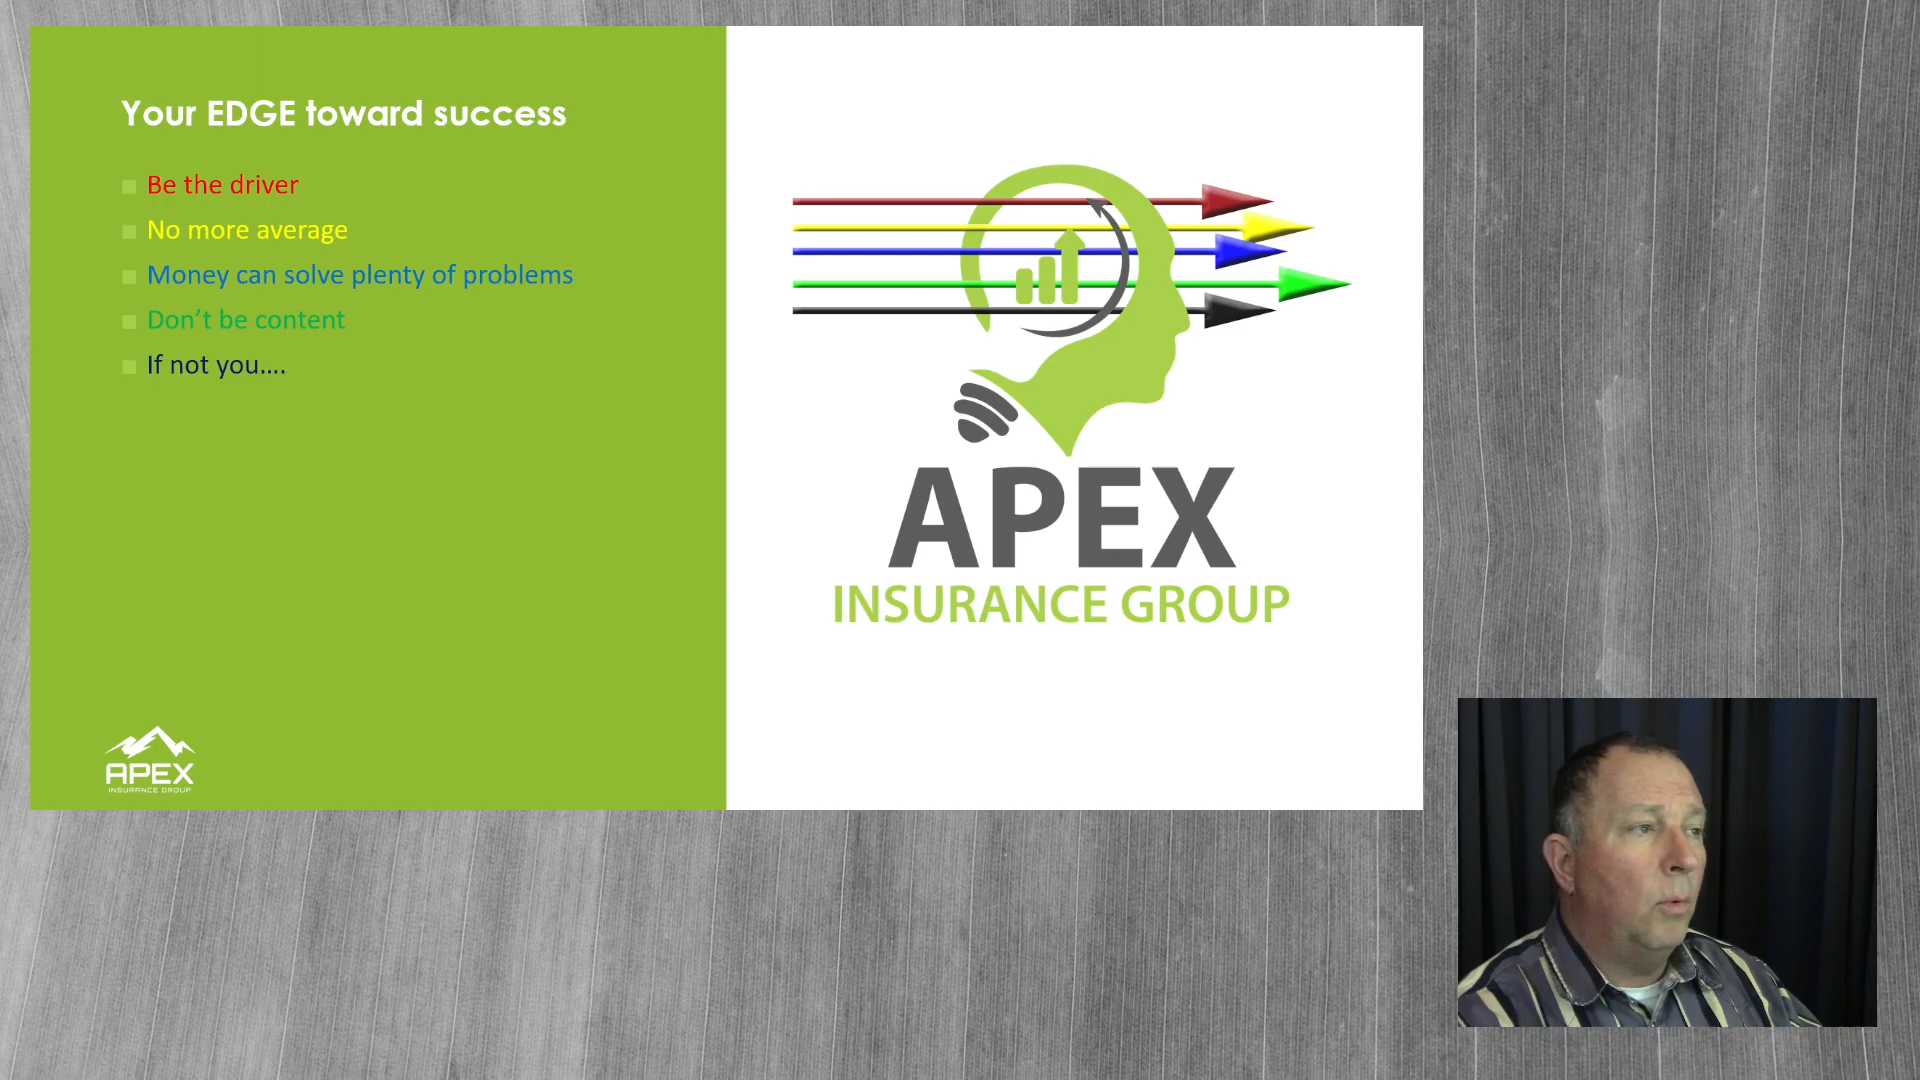 Your EDGE toward success
Be the driver
No more average
Money can solve plenty of problems
Don’t be content
If not you....
APEX
INSURANCE GROUP
APEX
INSURANCE GROUP